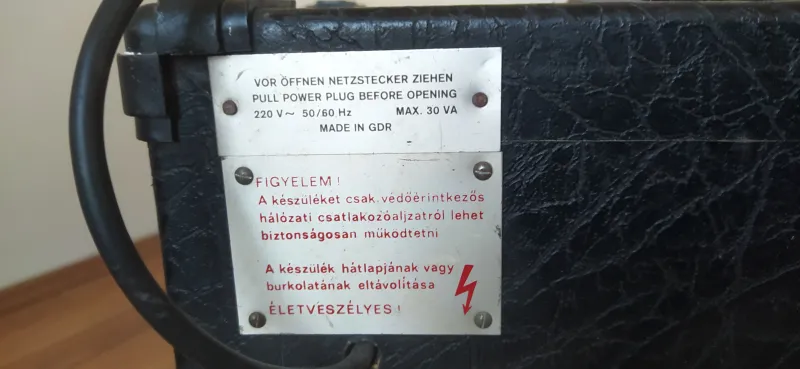 VOR ÖFFNEN NETZSTECKER ZIEHEN
PULL POWER PLUG BEFORE OPENING
220 V~ 50/60 Hz MAX. 30 VA
MADE IN GDR
FIGYELEM!
A készüléket csak védőérintkezős
hálózati csatlakozóaljzatról lehet
biztonságosan működtetni
A készülék hátlapjának vagy
burkolatának eltávolítása
ÉLETVESZÉLYES!